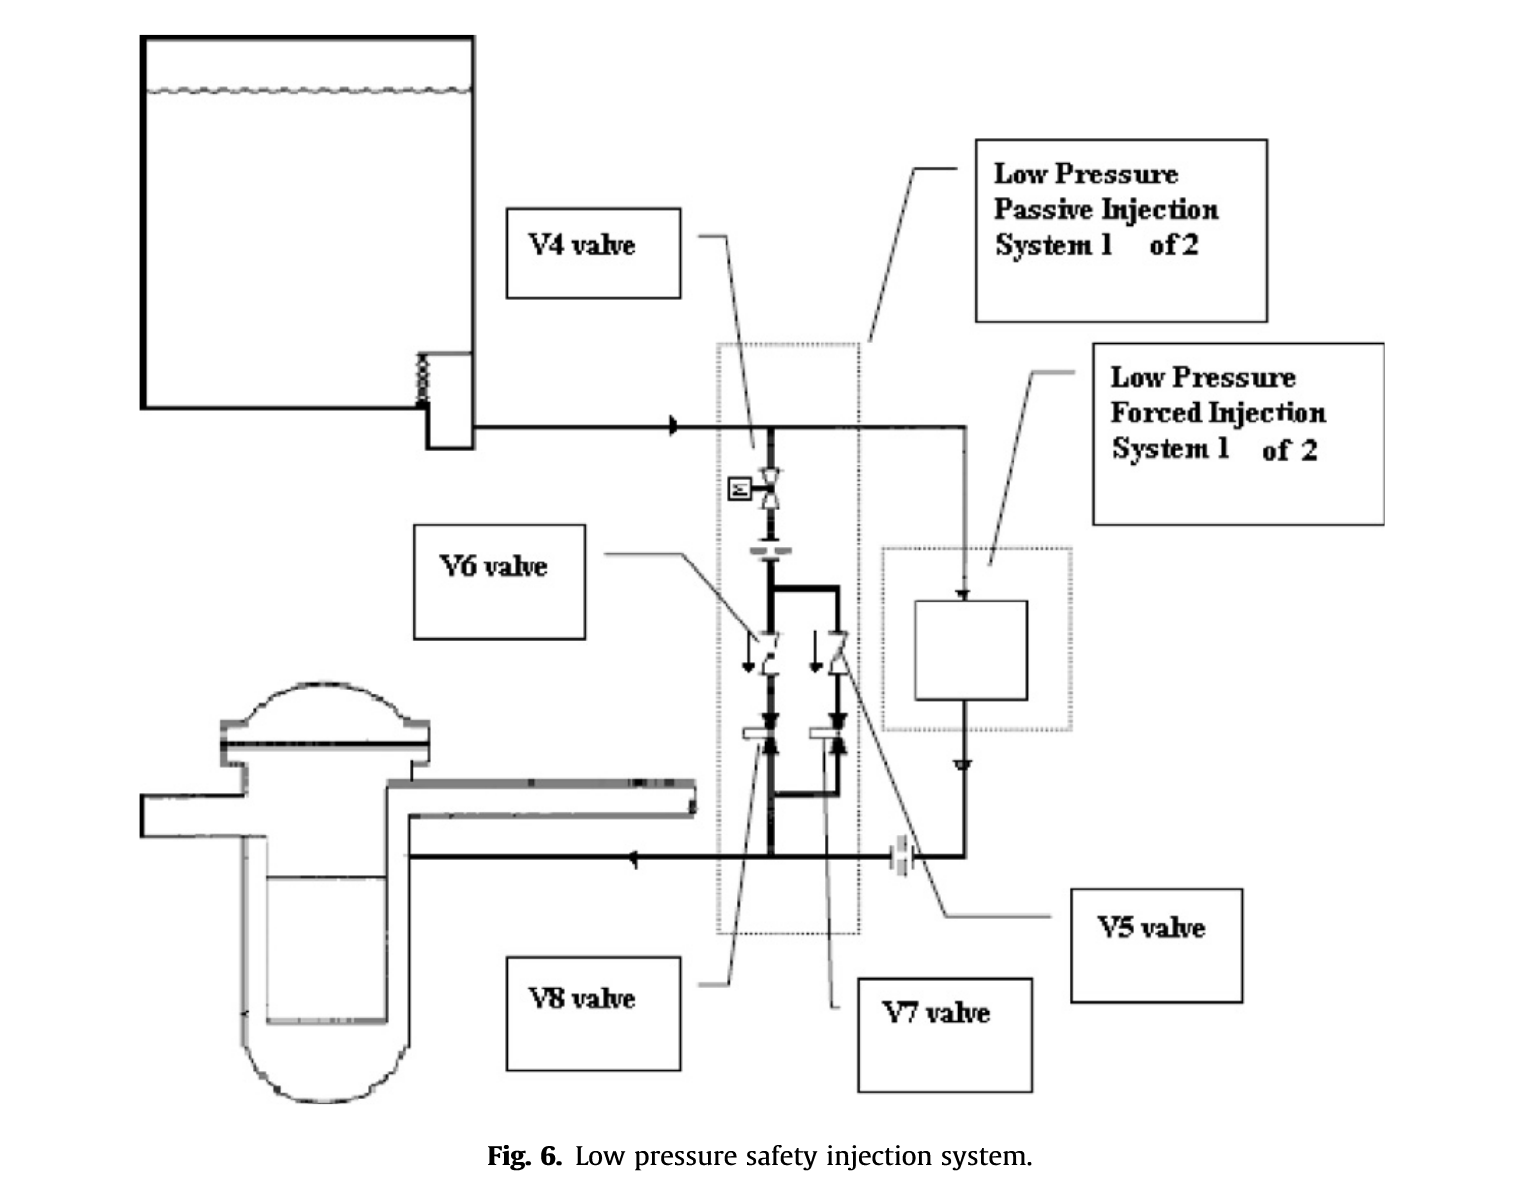 Low Pressure
Passive Injection
System 1 of 2
V4 valve
Low Pressure
Forced Injection
System 1 of 2
M
V6 valve
V5 valve
V8 valve
V7 valve
Fig. 6. Low pressure safety injection system.